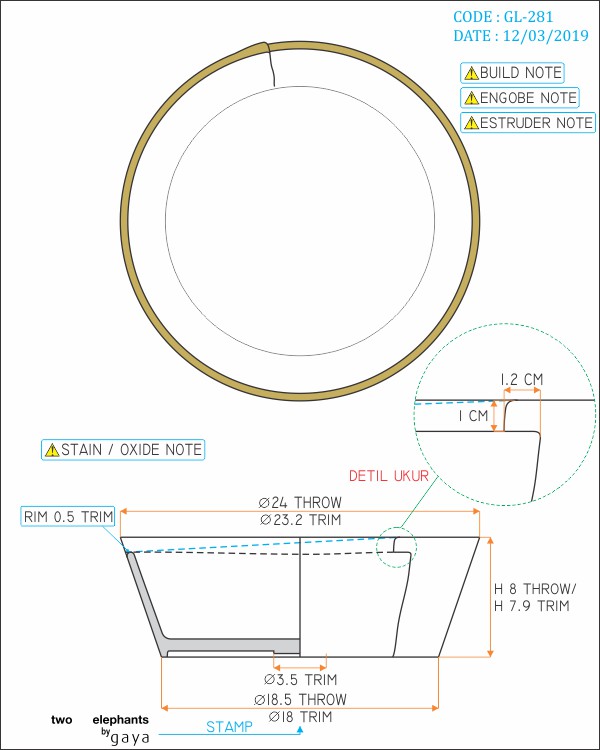 CODE : GL-281
DATE : 12/03/2019
BUILD NOTE
ENGOBE NOTE
ESTRUDER NOTE
1.2 CM
1 CM
STAIN / OXIDE NOTE
DETIL UKUR
Ø24 THROW
Ø23.2 TRIM
RIM 0.5 TRIM
H 8 THROW/
H 7.9 TRIM
Ø3.5 TRIM
Ø18.5 THROW
Ø18 TRIM
two elephants
by gaya
STAMP